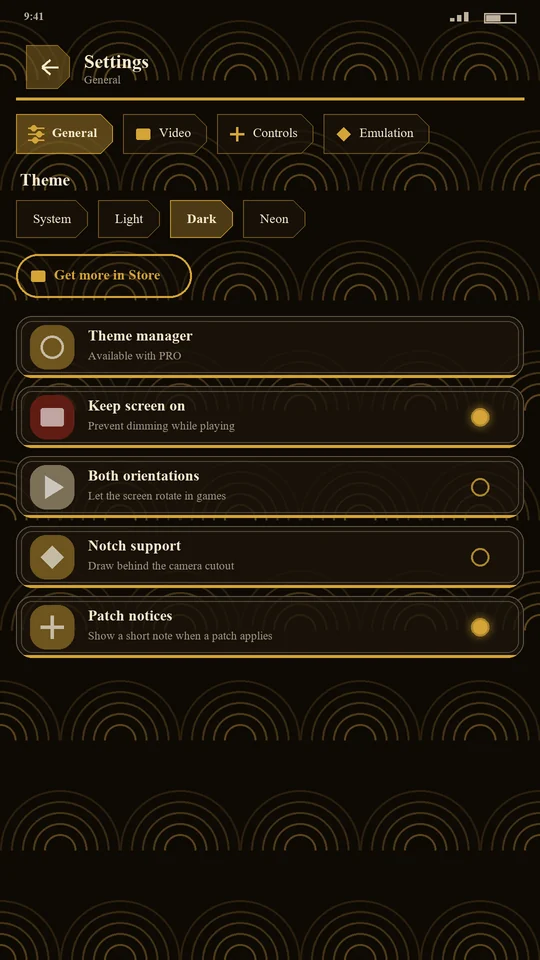 9:41
Settings
General
General
Video
Controls
Emulation
Theme
System
Light
Dark
Neon
Get more in Store
Theme manager
Available with PRO
Keep screen on
Prevent dimming while playing
Both orientations
Let the screen rotate in games
Notch support
Draw behind the camera cutout
Patch notices
Show a short note when a patch applies